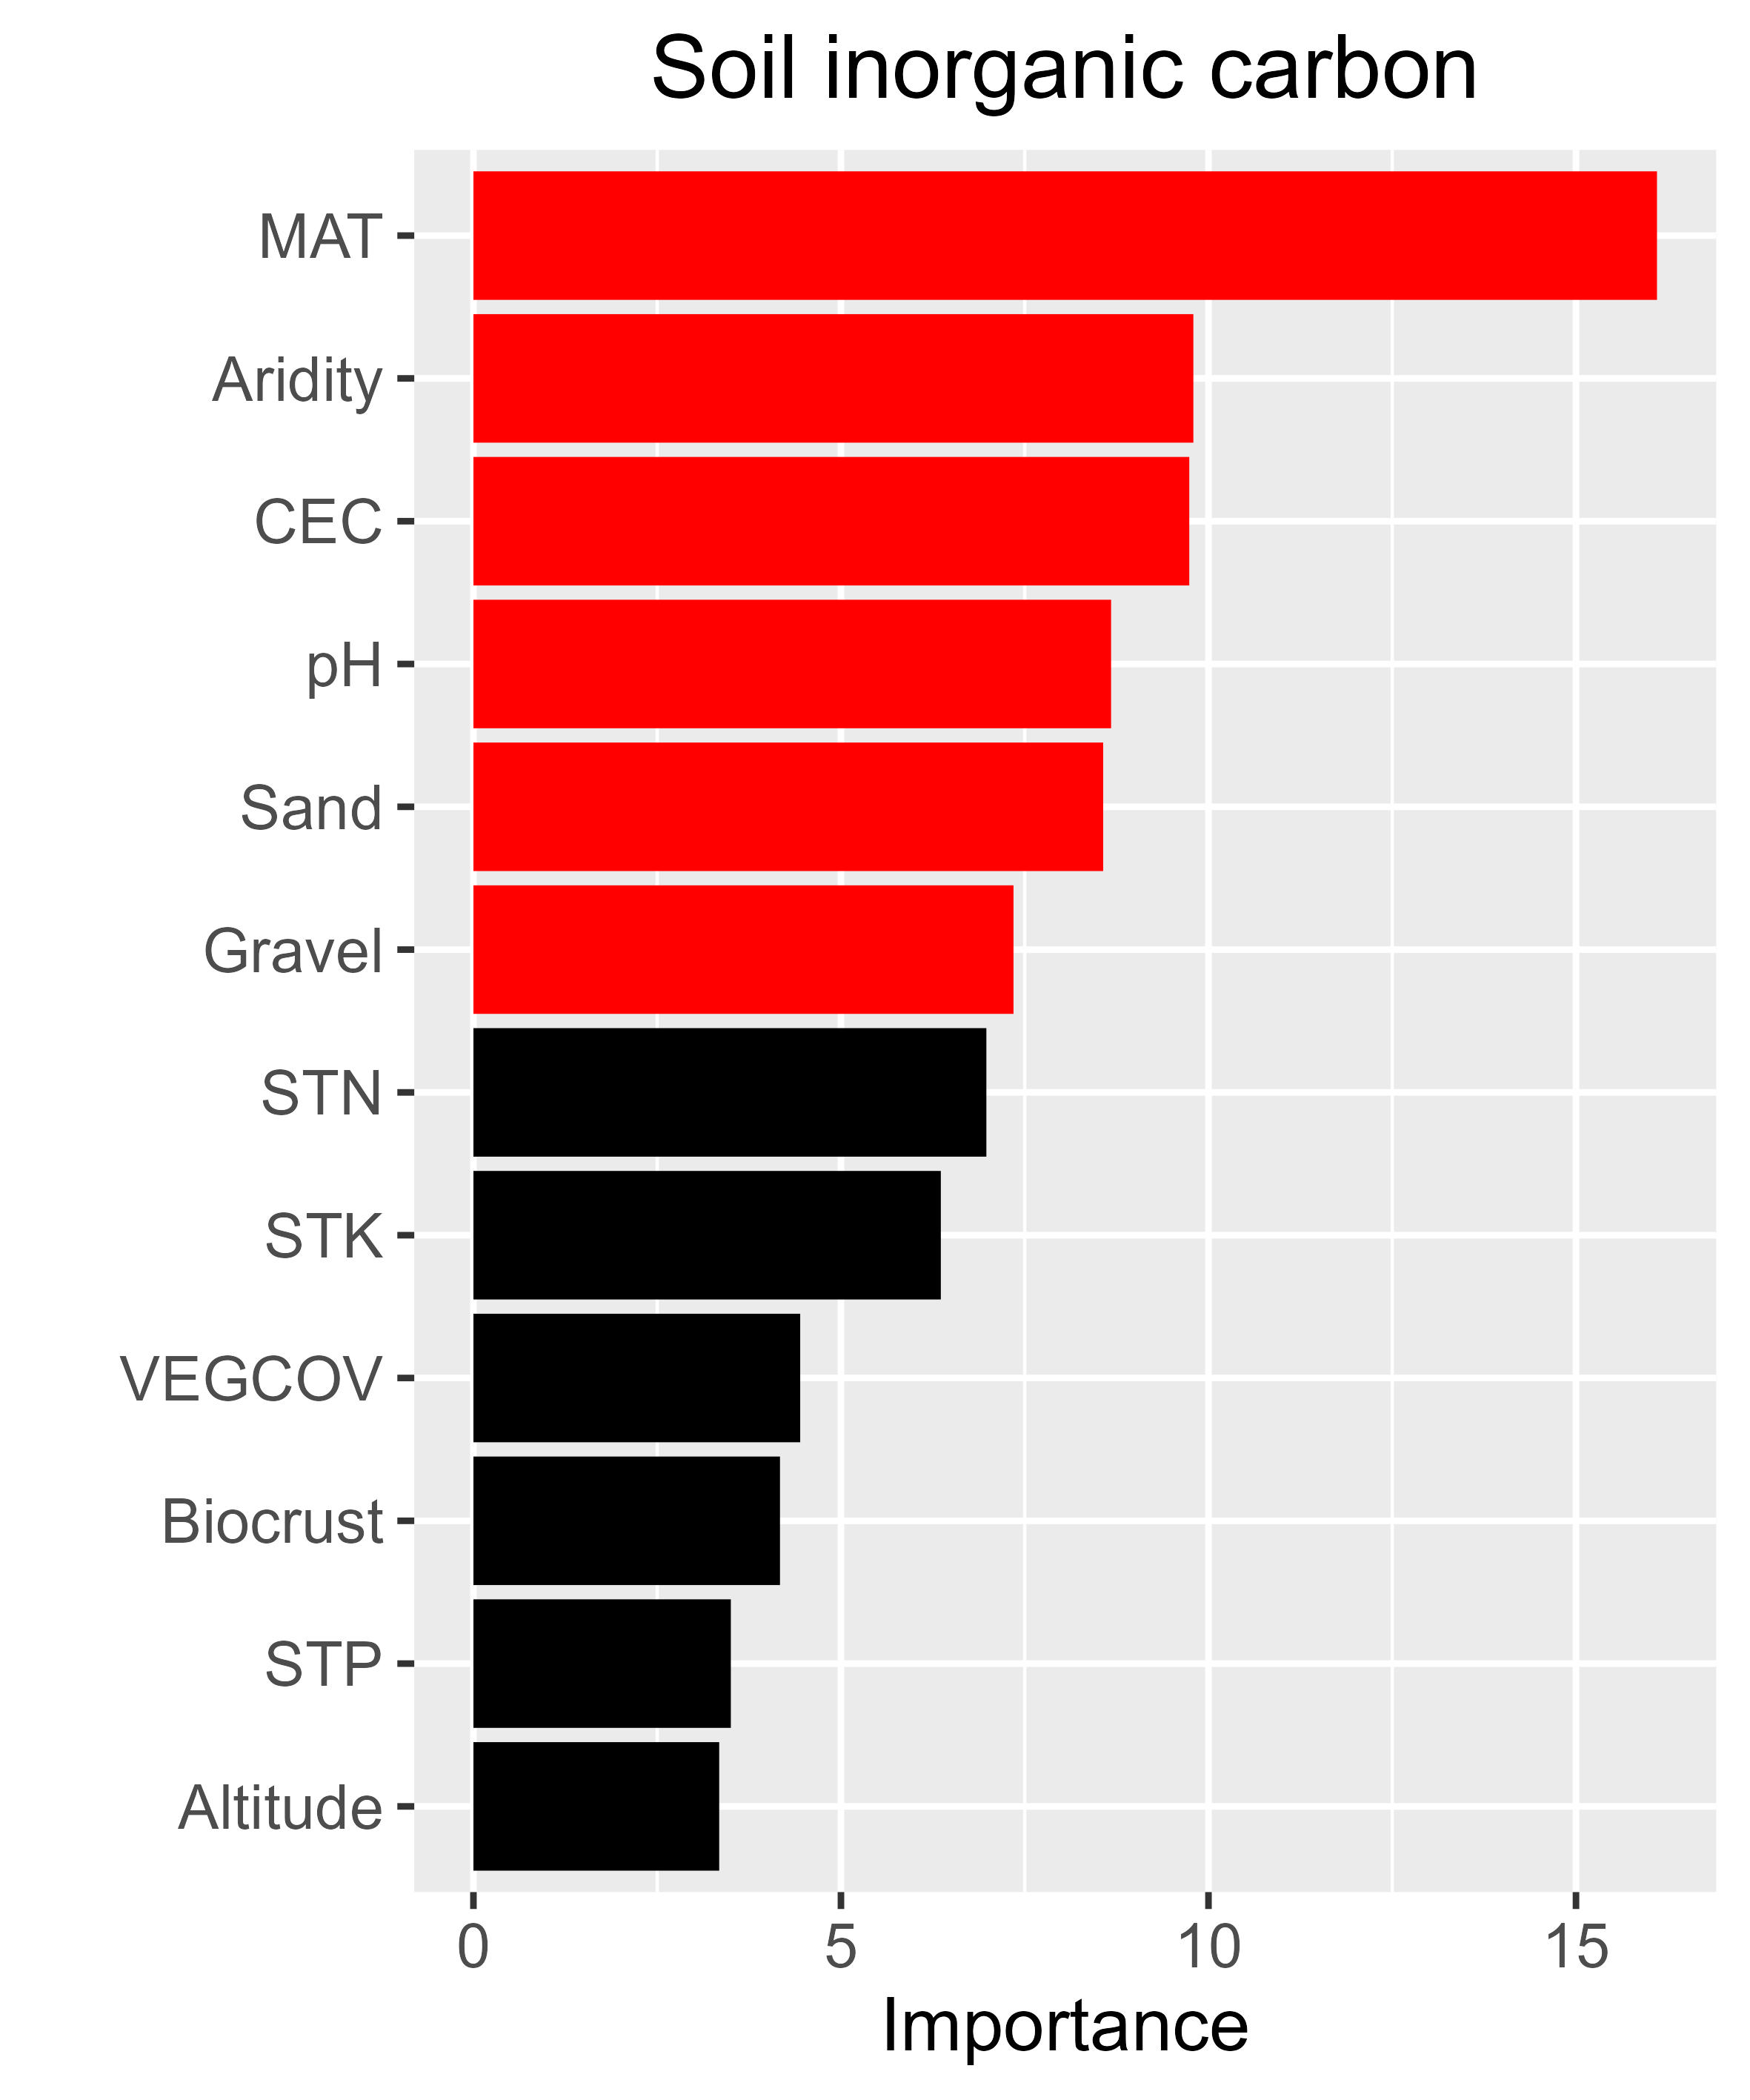 Soil inorganic carbon
MAT
Aridity
CEC
pH
Sand
Gravel
STN
STK
VEGCOV
Biocrust
STP
Altitude
0 5 10 15
Importance